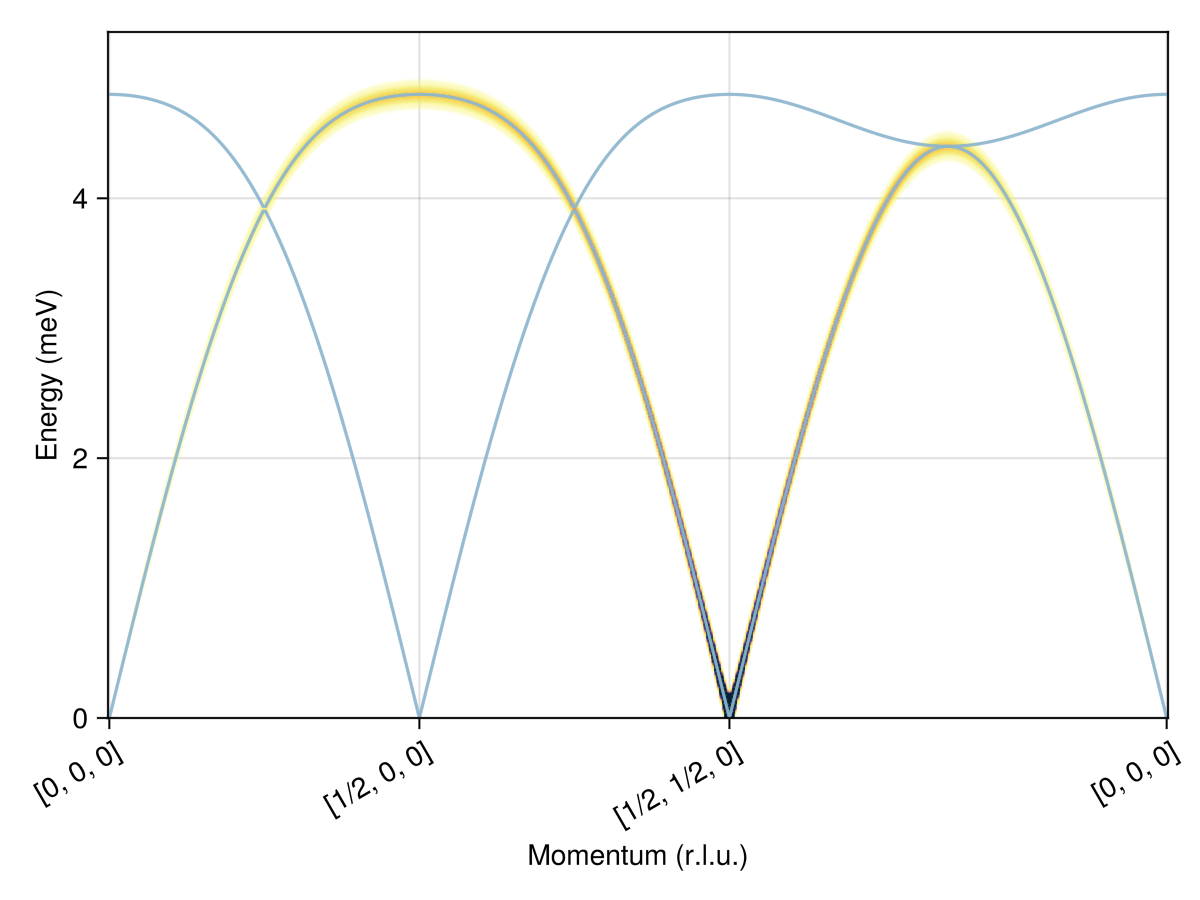 Energy (meV)
4
2
0
[0, 0, 0]
[1/2, 0, 0]
[1/2, 1/2, 0]
[0, 0, 0]
Momentum (r.l.u.)